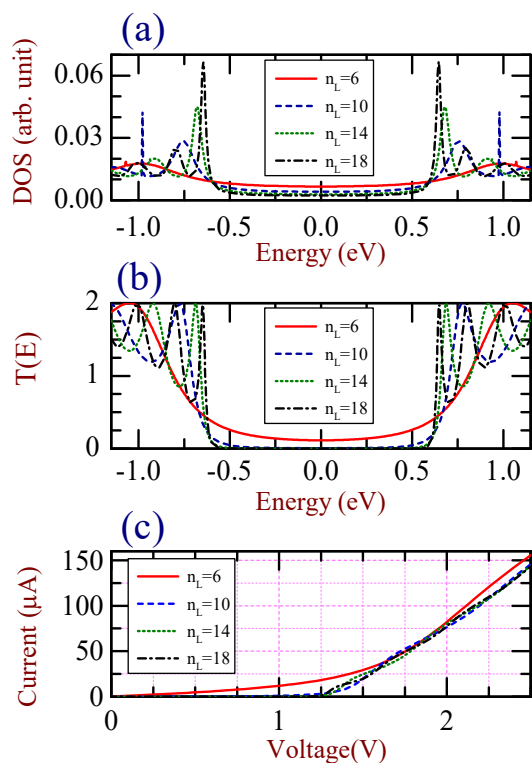 (a)
DOS (arb. unit)
0.06
0.03
0.00
n_L=6
n_L=10
n_L=14
n_L=18
-1.0 -0.5 0.0 0.5 1.0
Energy (eV)
(b)
T(E)
2
1
0
n_L=6
n_L=10
n_L=14
n_L=18
-1.0 -0.5 0.0 0.5 1.0
Energy (eV)
(c)
Current (μA)
150
100
50
0
n_L=6
n_L=10
n_L=14
n_L=18
0 1 2
Voltage(V)